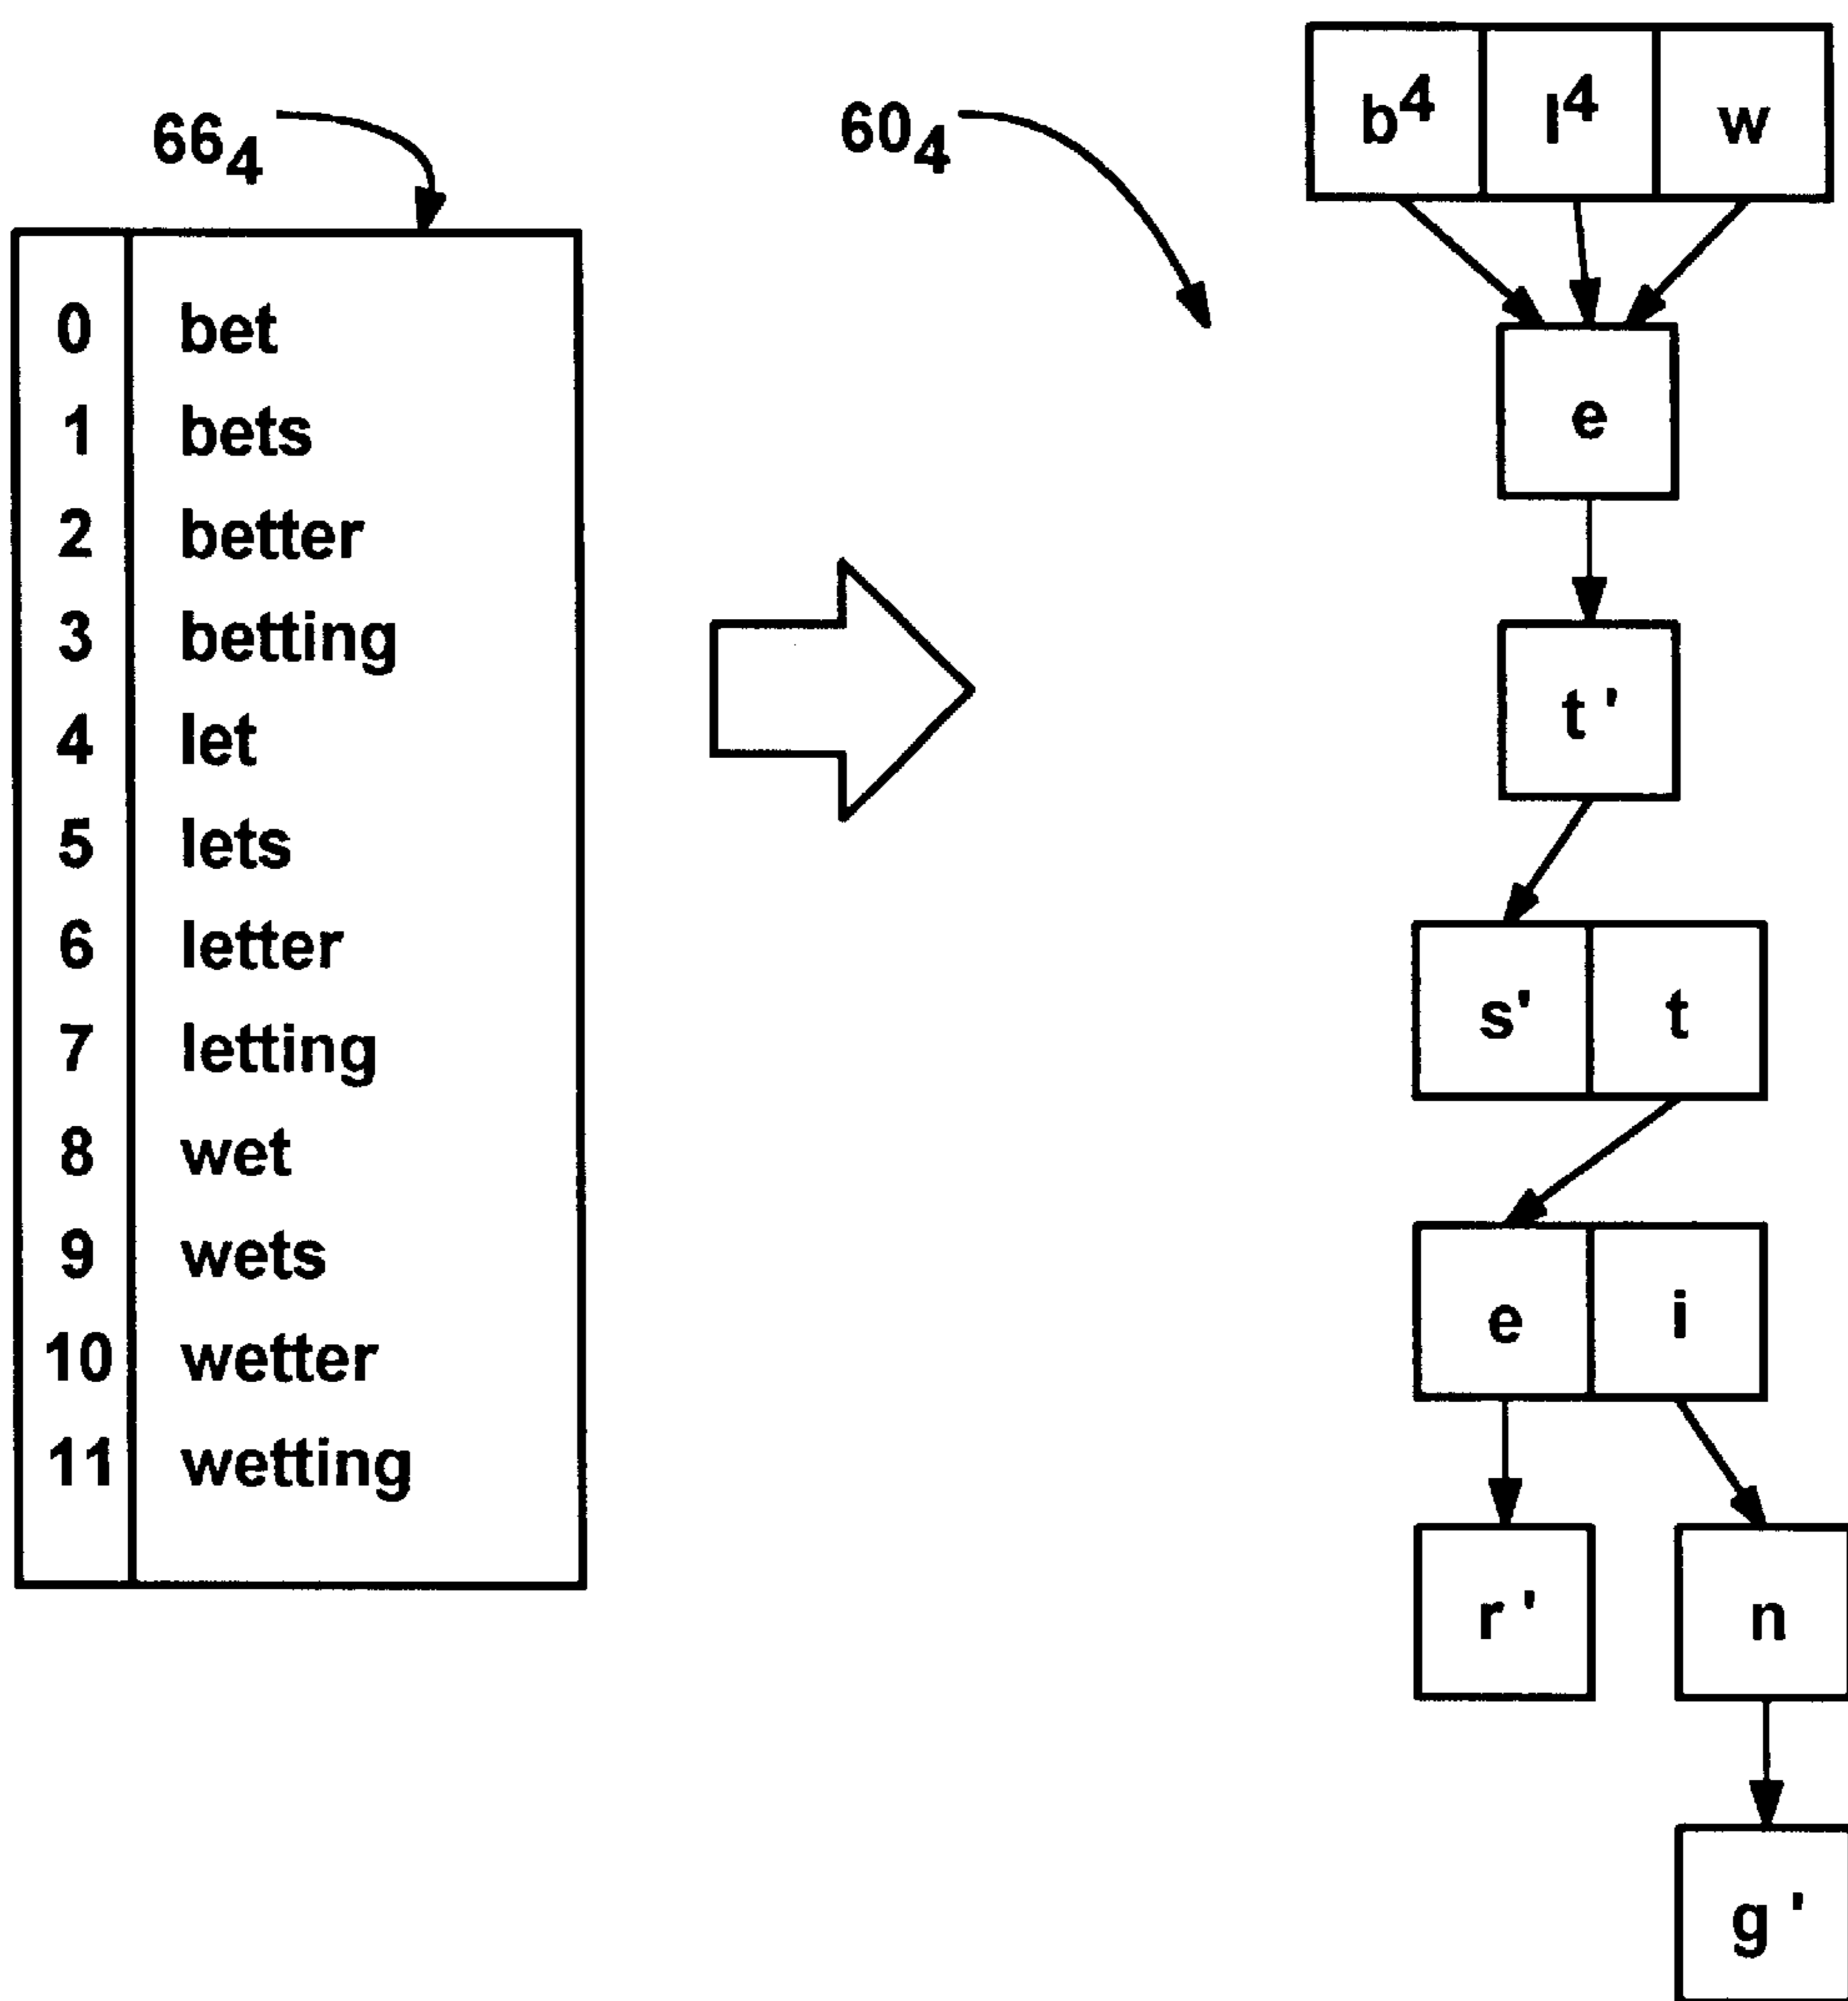 66₄
0 bet
1 bets
2 better
3 betting
4 let
5 lets
6 letter
7 letting
8 wet
9 wets
10 wetter
11 wetting
60₄
b⁴ l⁴ w
e
t'
s' t
e i
r' n
g'